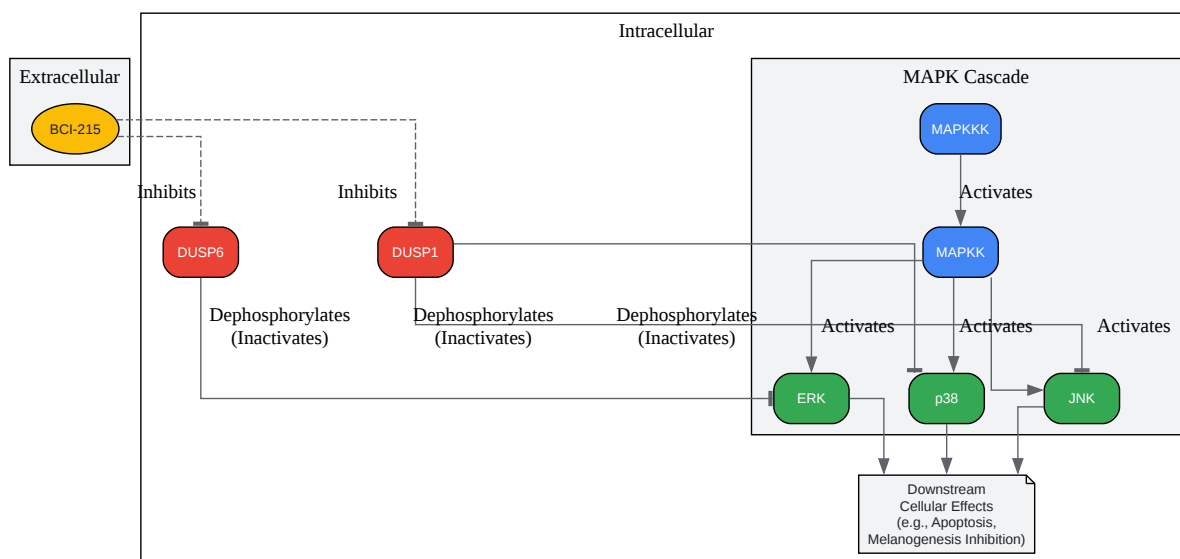 Intracellular
Extracellular
MAPK Cascade
BCI-215
MAPKKK
Inhibits
Inhibits
Activates
DUSP6
DUSP1
MAPKK
Dephosphorylates
(Inactivates)
Dephosphorylates
(Inactivates)
Dephosphorylates
(Inactivates)
Activates
Activates
Activates
ERK
p38
JNK
Downstream
Cellular Effects
(e.g., Apoptosis,
Melanogenesis Inhibition)